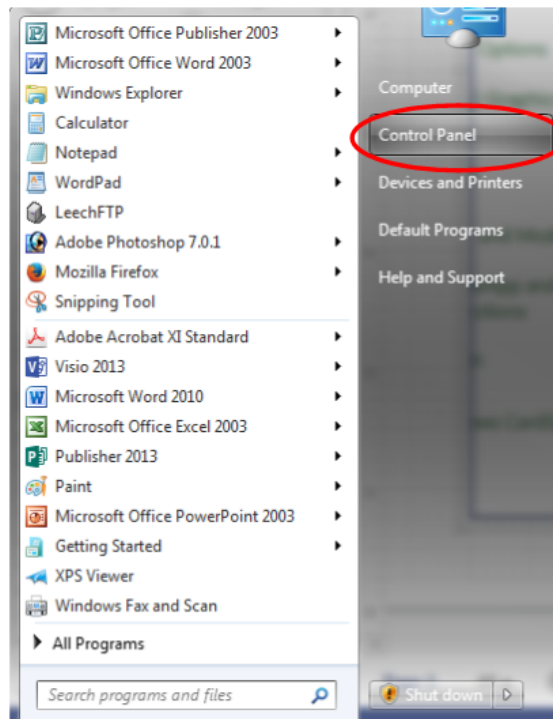 Microsoft Office Publisher 2003
Microsoft Office Word 2003
Windows Explorer
Calculator
Notepad
WordPad
LeechFTP
Adobe Photoshop 7.0.1
Mozilla Firefox
Snipping Tool
Adobe Acrobat XI Standard
Visio 2013
Microsoft Word 2010
Microsoft Office Excel 2003
Publisher 2013
Paint
Microsoft Office PowerPoint 2003
Getting Started
XPS Viewer
Windows Fax and Scan
All Programs
Search programs and files
Computer
Control Panel
Devices and Printers
Default Programs
Help and Support
Shut down